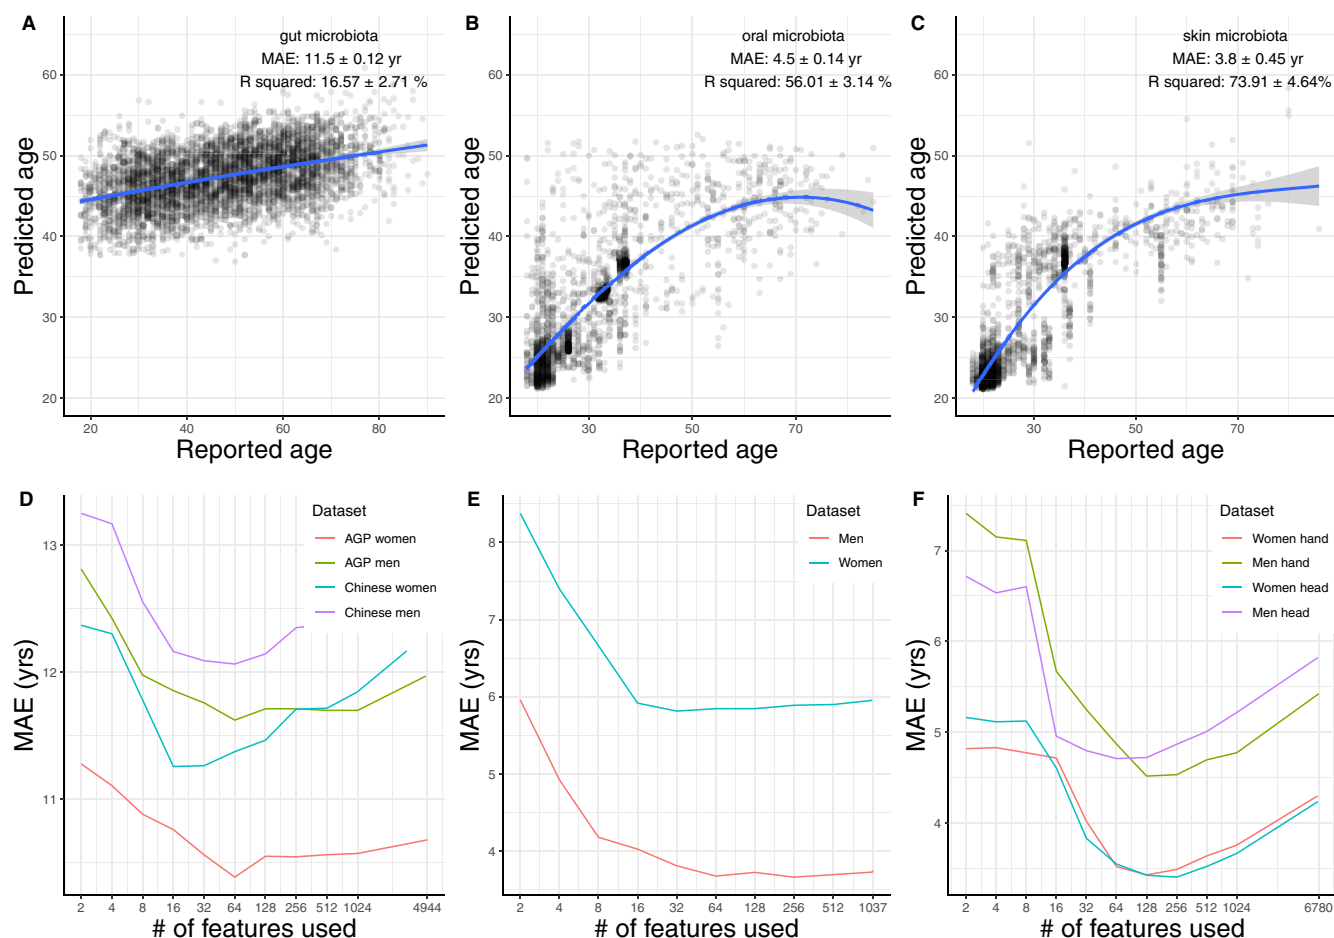 A
gut microbiota
MAE: 11.5 ± 0.12 yr
R squared: 16.57 ± 2.71 %
Predicted age
60
50
40
30
20
20 40 60 80
Reported age
B
oral microbiota
MAE: 4.5 ± 0.14 yr
R squared: 56.01 ± 3.14 %
Predicted age
60
50
40
30
20
30 50 70
Reported age
C
skin microbiota
MAE: 3.8 ± 0.45 yr
R squared: 73.91 ± 4.64%
Predicted age
60
50
40
30
20
30 50 70
Reported age
D
Dataset
AGP women
AGP men
Chinese women
Chinese men
MAE (yrs)
13
12
11
2 4 8 16 32 64 128 256 512 1024 4944
# of features used
E
Dataset
Men
Women
MAE (yrs)
8
7
6
5
4
2 4 8 16 32 64 128 256 512 1037
# of features used
F
Dataset
Women hand
Men hand
Women head
Men head
MAE (yrs)
7
6
5
4
2 4 8 16 32 64 128 256 512 1024 6780
# of features used